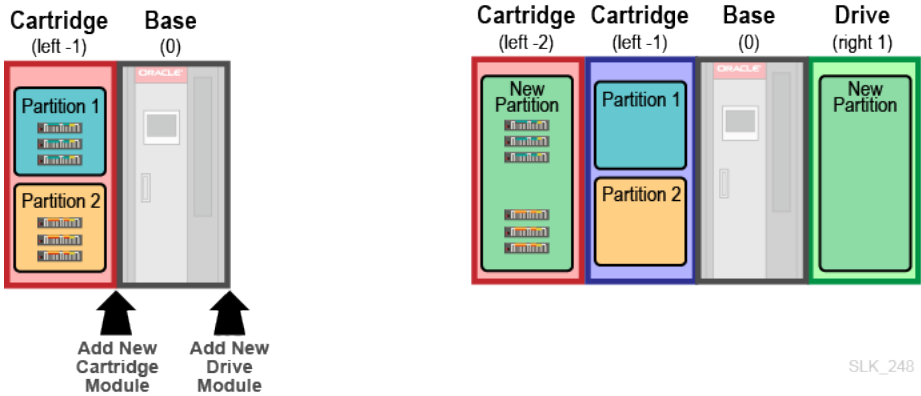 Cartridge
(left -1)
Base
(0)
ORACLE'
Partition 1
Partition 2
Add New
Cartridge
Module
Add New
Drive
Module
Cartridge
(left -2)
Cartridge
(left -1)
Base
(0)
Drive
(right 1)
New
Partition
Partition 1
Partition 2
ORACLE'
New
Partition
SLK_248